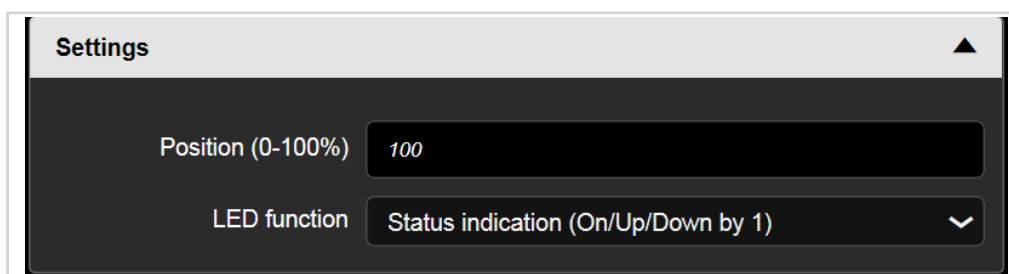 Settings
Position (0-100%) 100
LED function Status indication (On/Up/Down by 1)